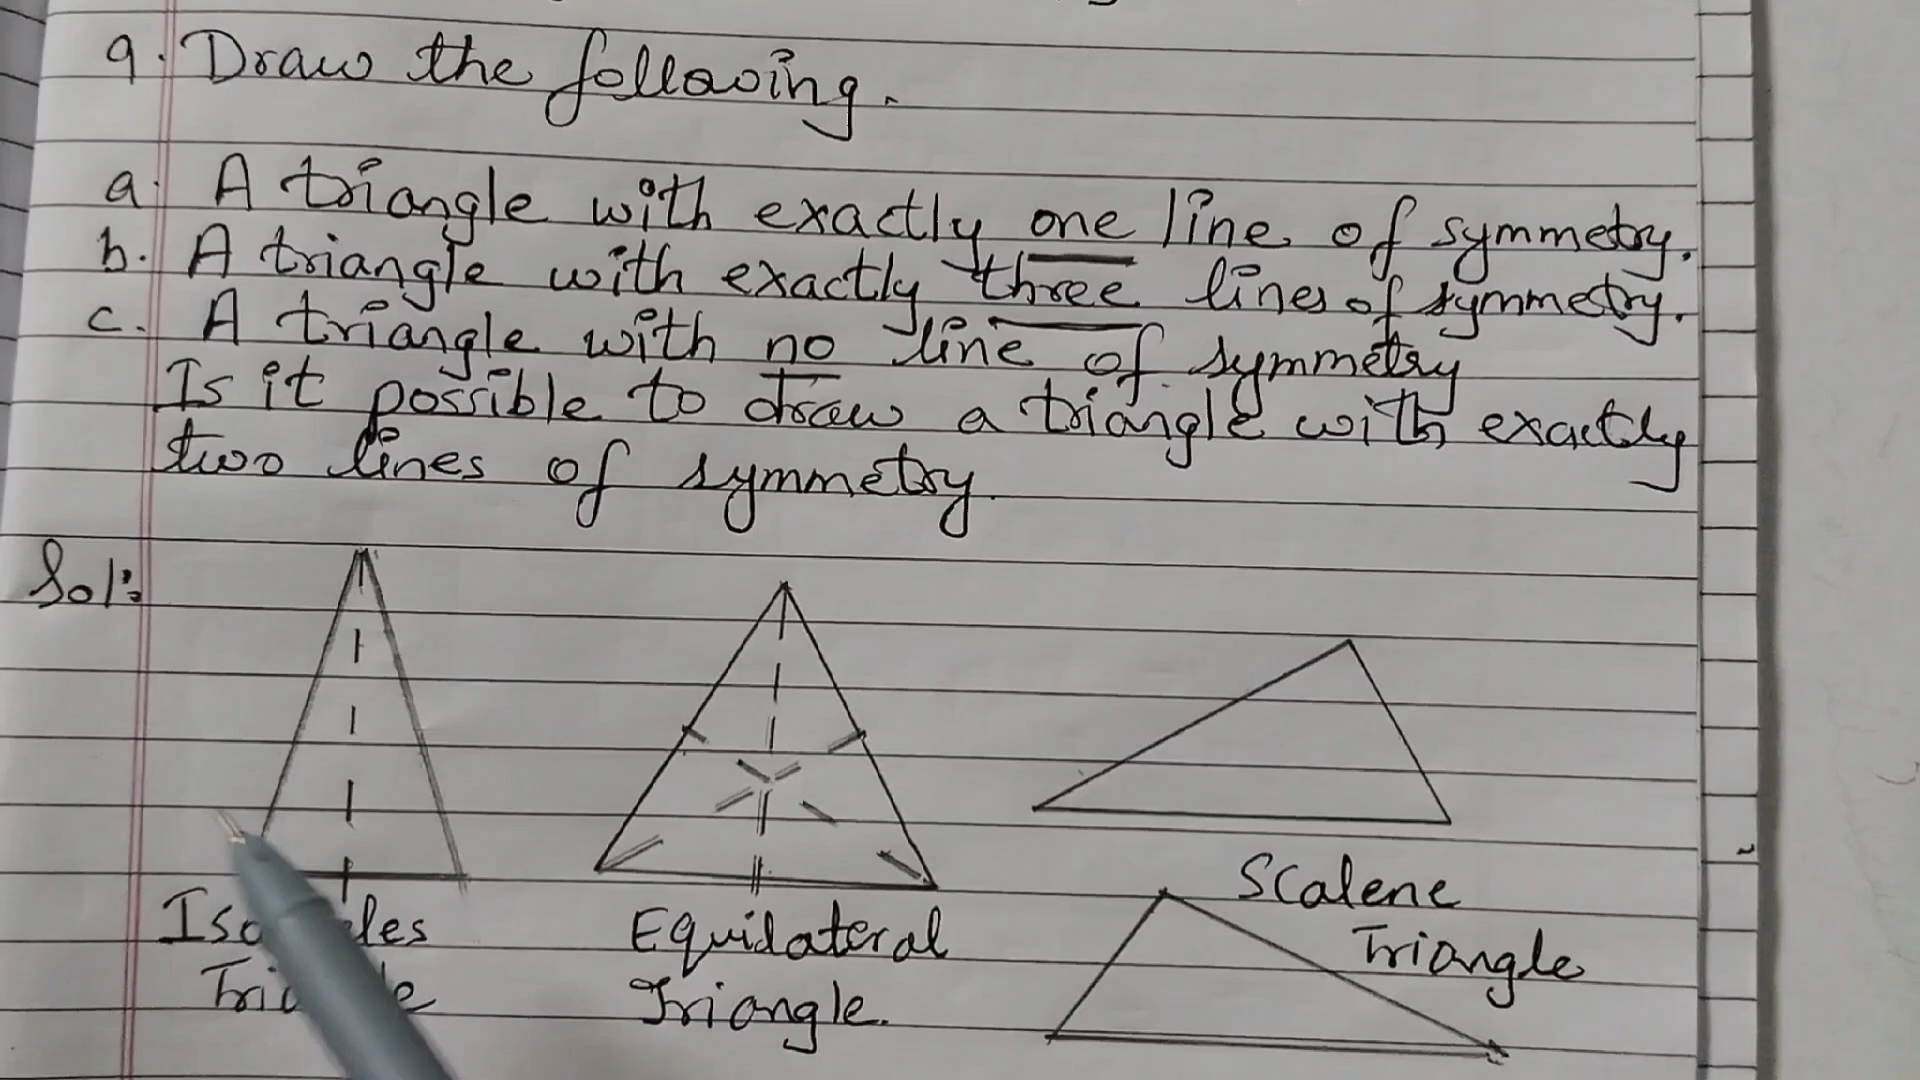 9. Draw the following.
a. A triangle with exactly one line of symmetry.
b. A triangle with exactly three lines of symmetry.
c. A triangle with no line of symmetry
Is it possible to draw a triangle with exactly
two lines of symmetry.
Sol:
Scalene
Triangle
Equilateral
Triangle.